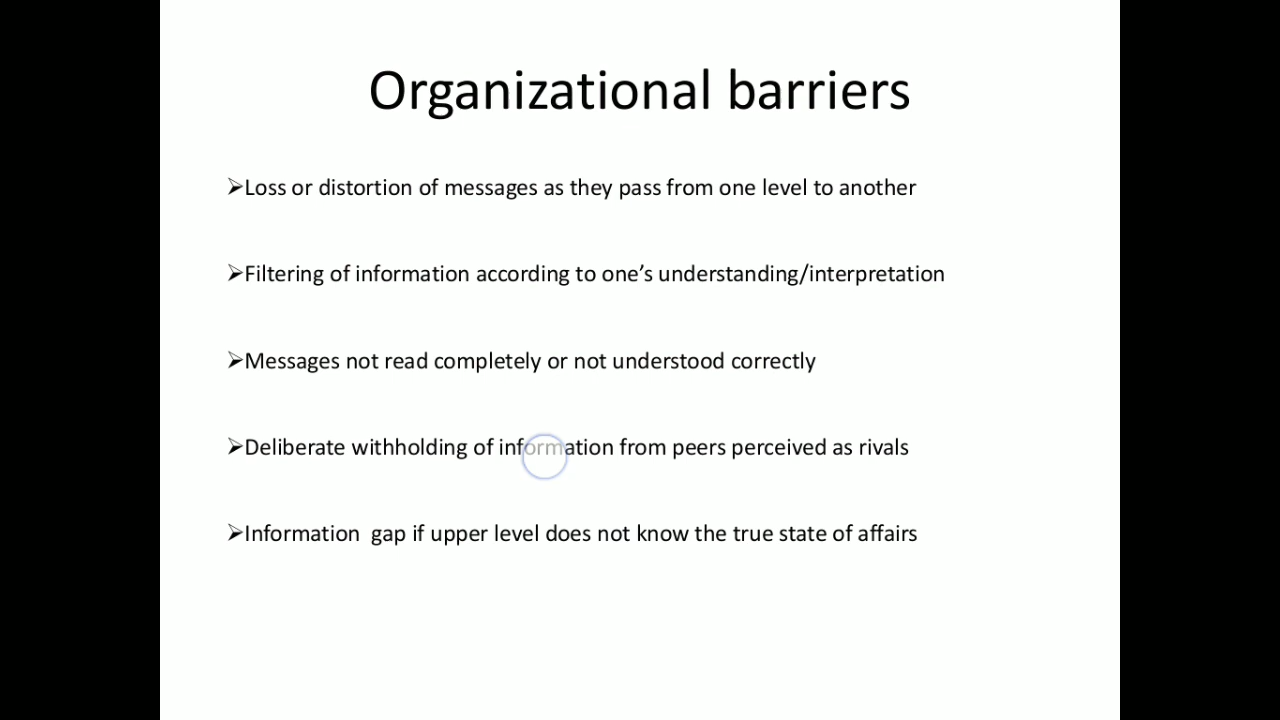 Organizational barriers
➢Loss or distortion of messages as they pass from one level to another
➢Filtering of information according to one’s understanding/interpretation
➢Messages not read completely or not understood correctly
➢Deliberate withholding of information from peers perceived as rivals
➢Information  gap if upper level does not know the true state of affairs